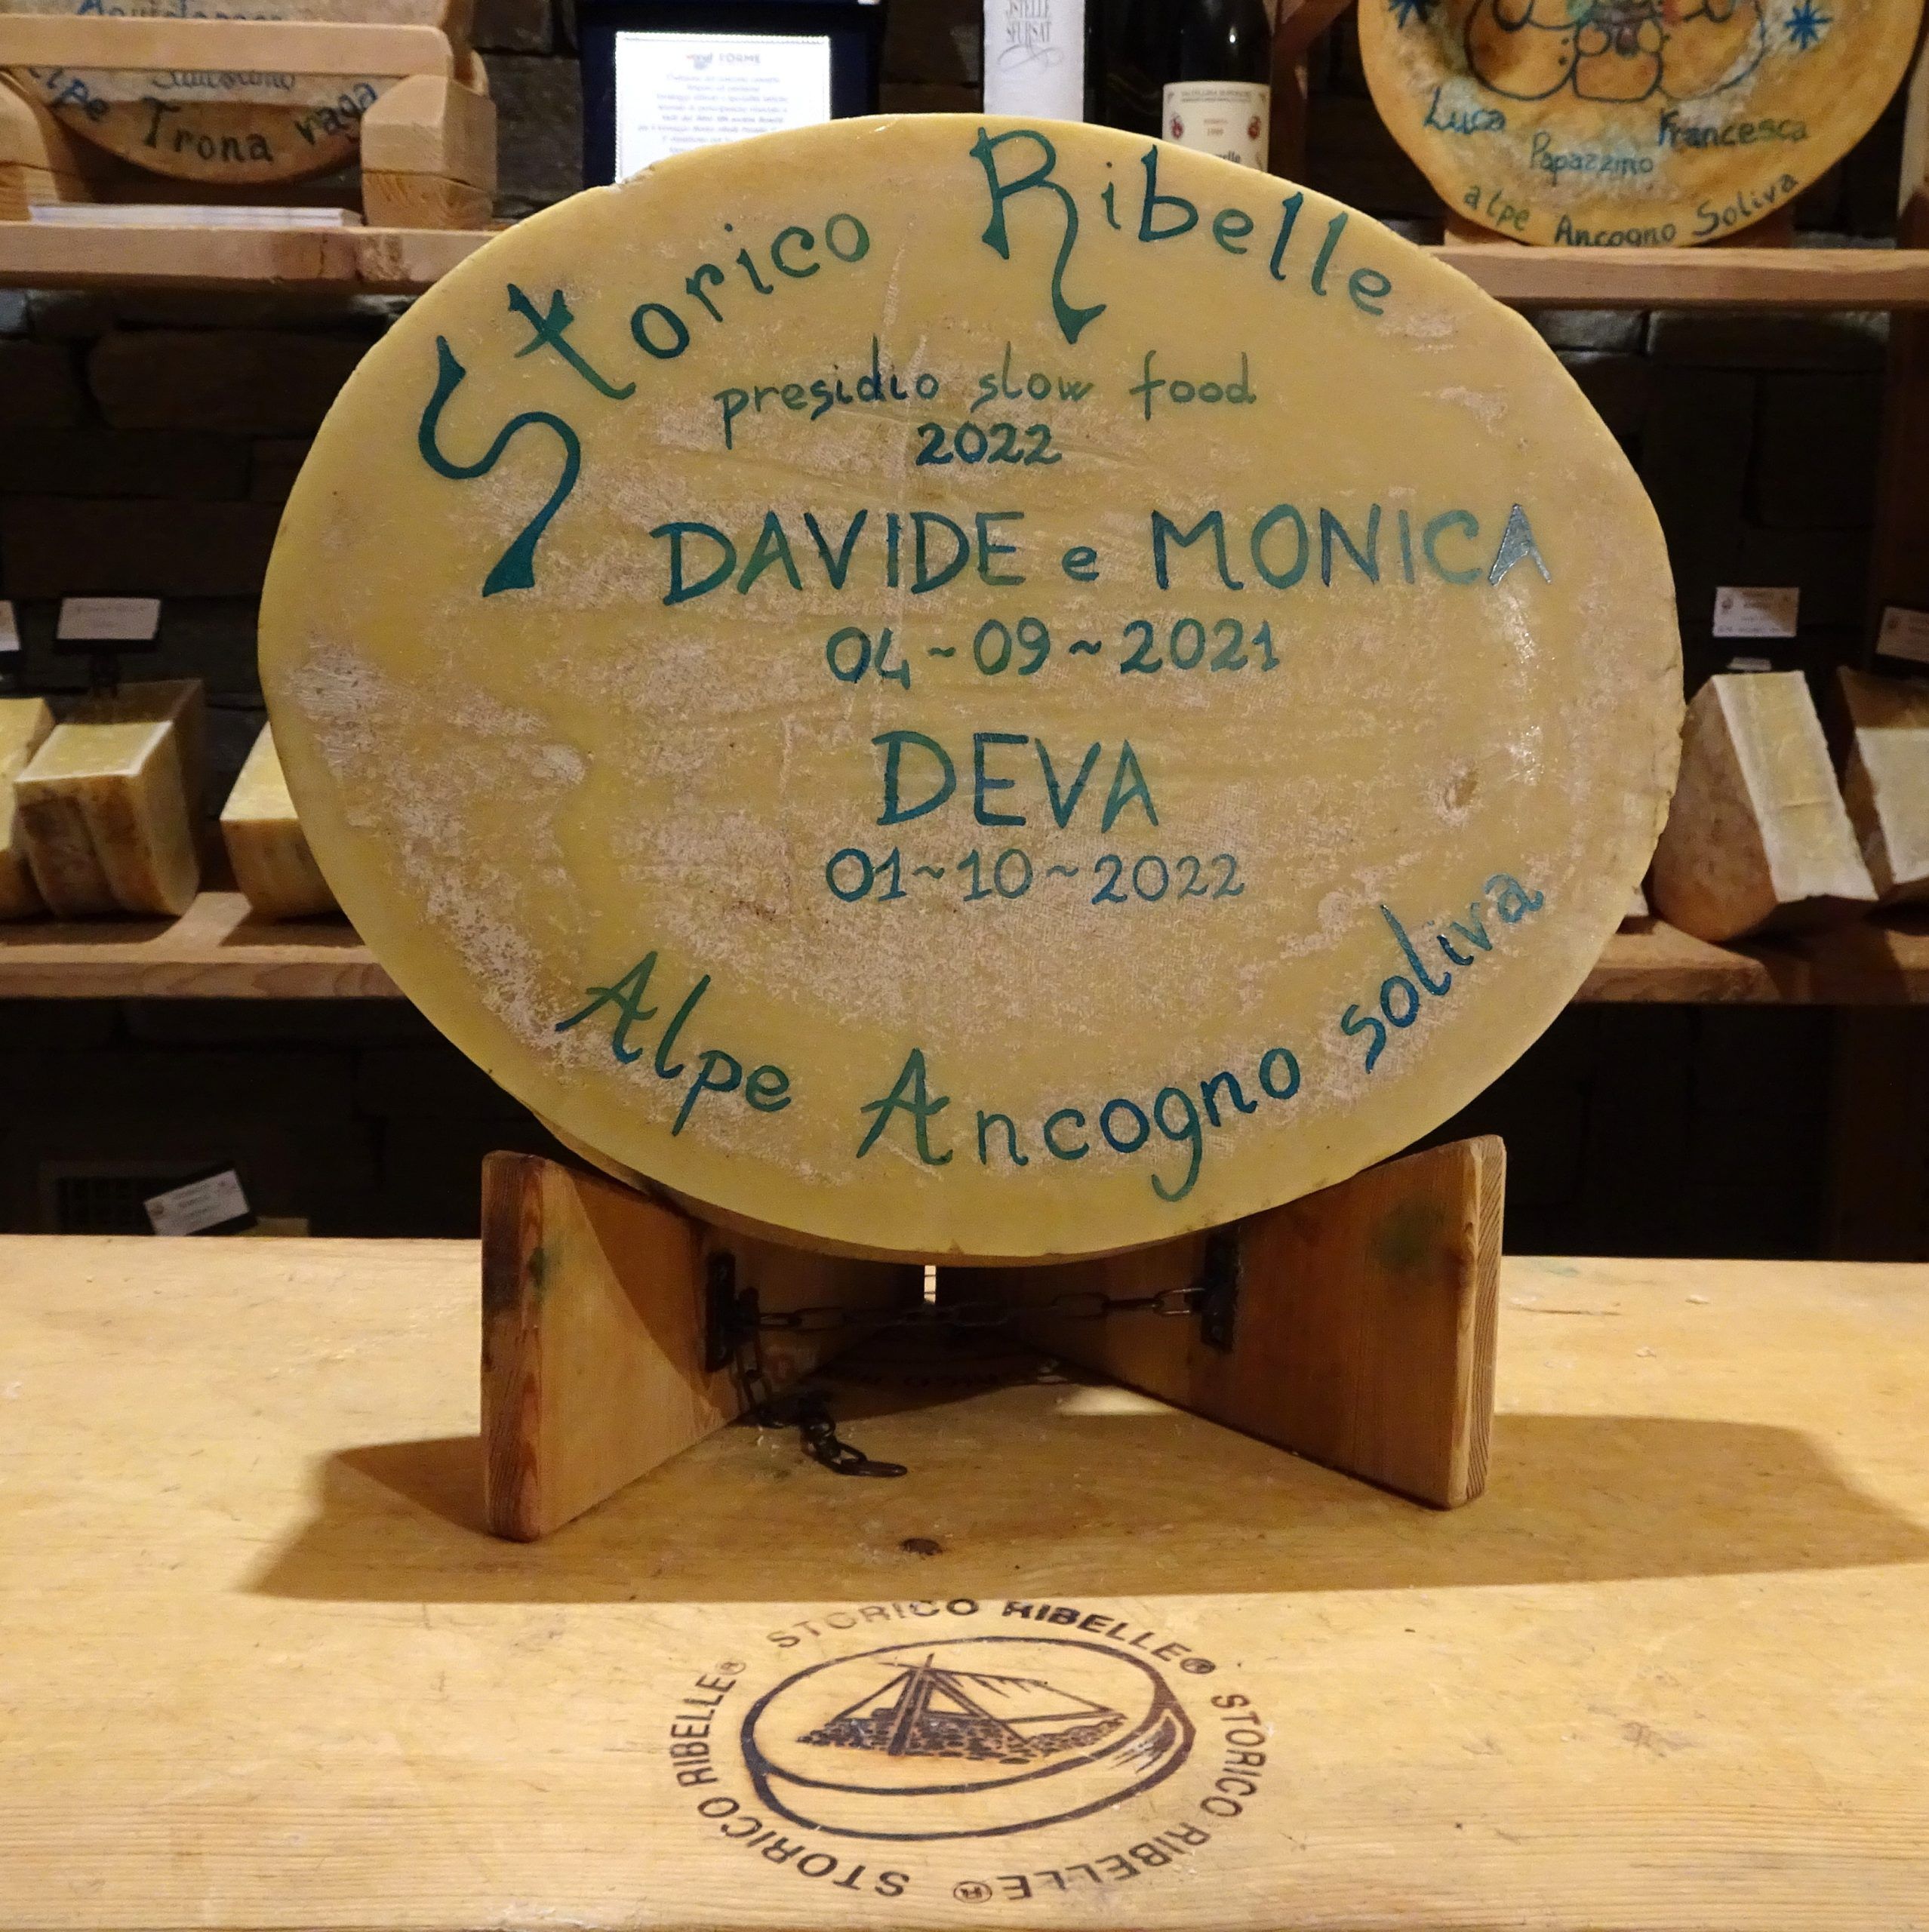 Trona vaga
Luca
Francesca
Papazzino
alpe Ancogno Soliva
Storico Ribelle
presidio slow food
2022
DAVIDE e MONICA
04~09~2021
DEVA
01~10~2022
Alpe Ancogno soliva
STORICO RIBELLE® STORICO RIBELLE® STORICO RIBELLE®